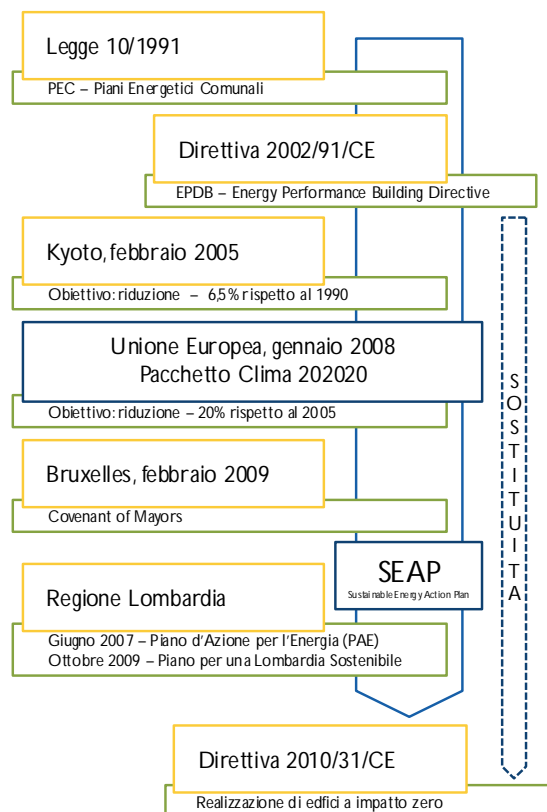 Legge 10/1991
PEC – Piani Energetici Comunali
Direttiva 2002/91/CE
EPDB – Energy Performance Building Directive
Kyoto, febbraio 2005
Obiettivo: riduzione – 6,5% rispetto al 1990
Unione Europea, gennaio 2008
Pacchetto Clima 202020
Obiettivo: riduzione – 20% rispetto al 2005
Bruxelles, febbraio 2009
Covenant of Mayors
SEAP
Sustainable Energy Action Plan
Regione Lombardia
Giugno 2007 – Piano d'Azione per l'Energia (PAE)
Ottobre 2009 – Piano per una Lombardia Sostenibile
SOSTITUITA
Direttiva 2010/31/CE
Realizzazione di edfici a impatto zero